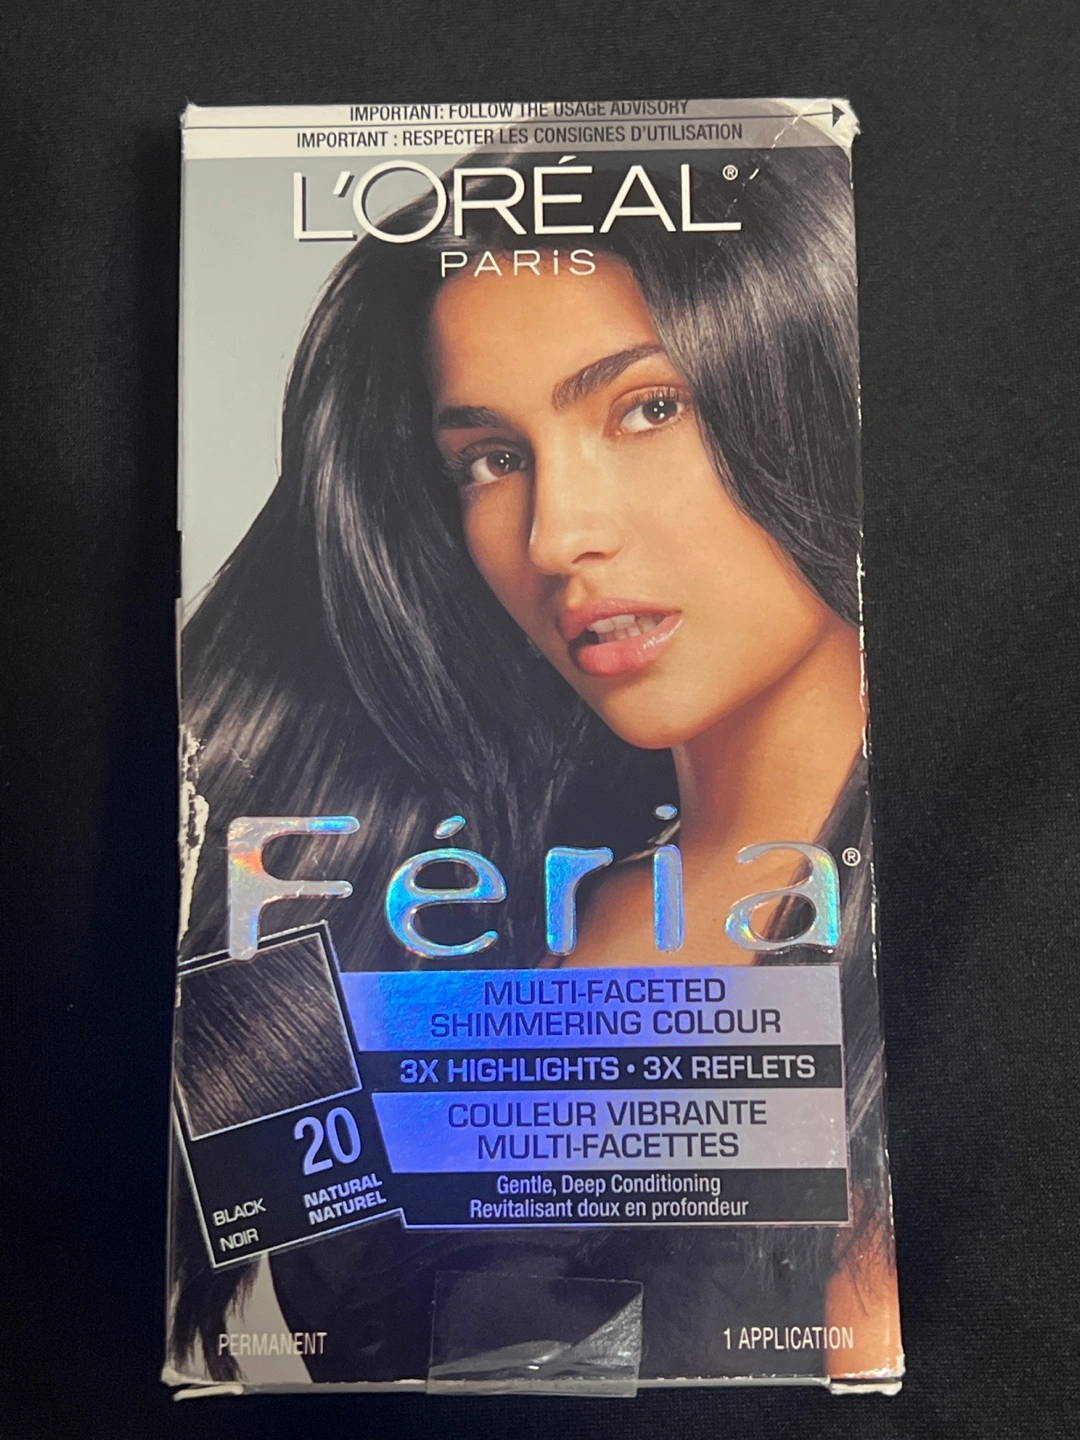 IMPORTANT: FOLLOW THE USAGE ADVISORY
IMPORTANT : RESPECTER LES CONSIGNES D'UTILISATION
L'ORÉAL®
PARiS
Féria®
MULTI-FACETED
SHIMMERING COLOUR
3X HIGHLIGHTS • 3X REFLETS
COULEUR VIBRANTE
MULTI-FACETTES
Gentle, Deep Conditioning
Revitalisant doux en profondeur
20
NATURAL
NATUREL
BLACK
NOIR
PERMANENT
1 APPLICATION